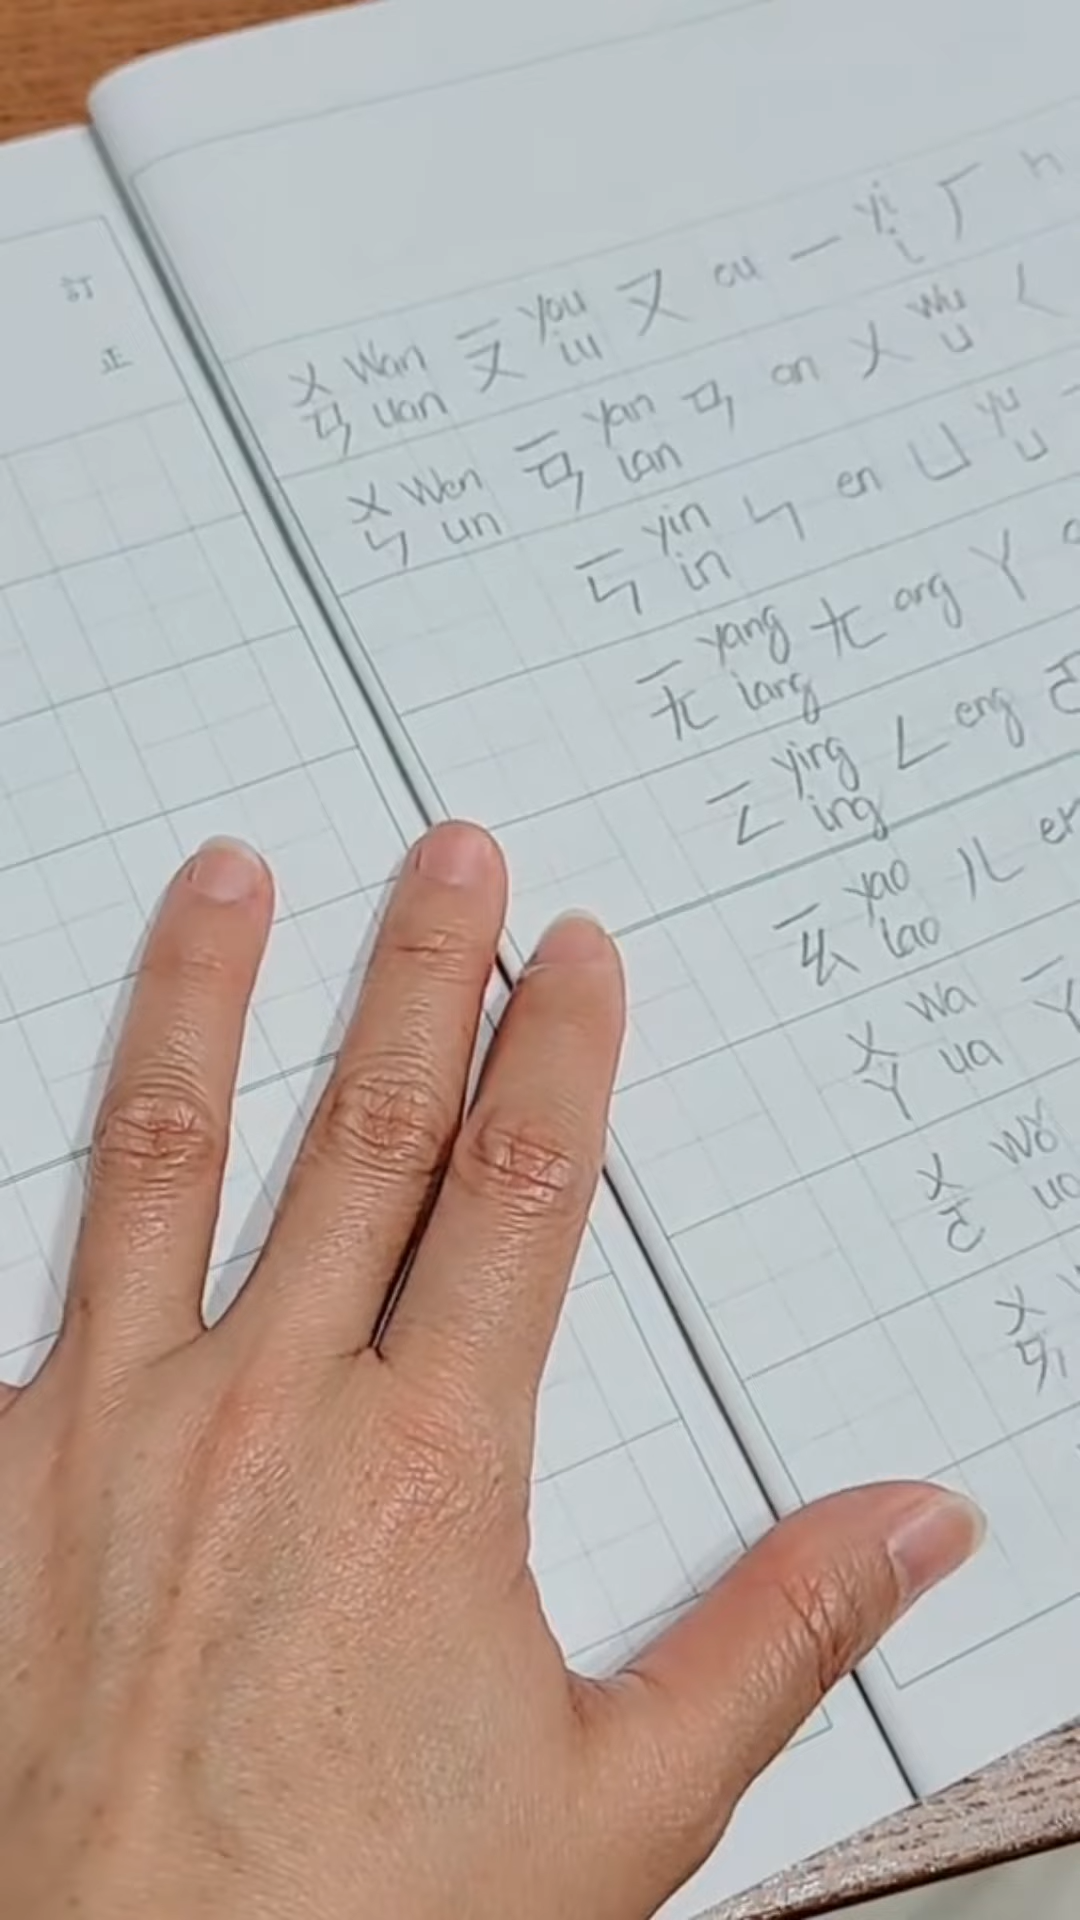 訂
正
ㄨㄢ wan uan ㄧㄡ you iu ㄡ ou ㄧ yi i ㄏ h
ㄨㄣ wen un ㄧㄢ yan ian ㄢ an ㄨ wu u ㄑ
ㄧㄣ yin in ㄣ en ㄩ yu u
ㄧㄤ yang iang ㄤ ang ㄚ
ㄧㄥ ying ing ㄥ eng ㄛ
ㄧㄠ yao iao ㄦ er
ㄨㄚ wa ua ㄧㄚ
ㄨㄛ wo uo
ㄨㄞ